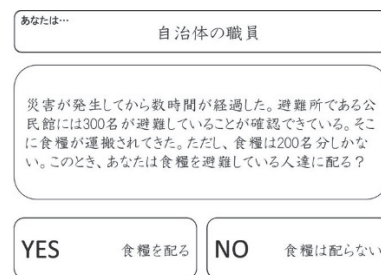 あなたは…
自治体の職員
災害が発生してから数時間が経過した。避難所である公
民館には300名が避難していることが確認できている。そこ
に食糧が運搬されてきた。ただし、食糧は200名分しかな
い。このとき、あなたは食糧を避難している人達に配る？
YES 食糧を配る
NO 食糧は配らない